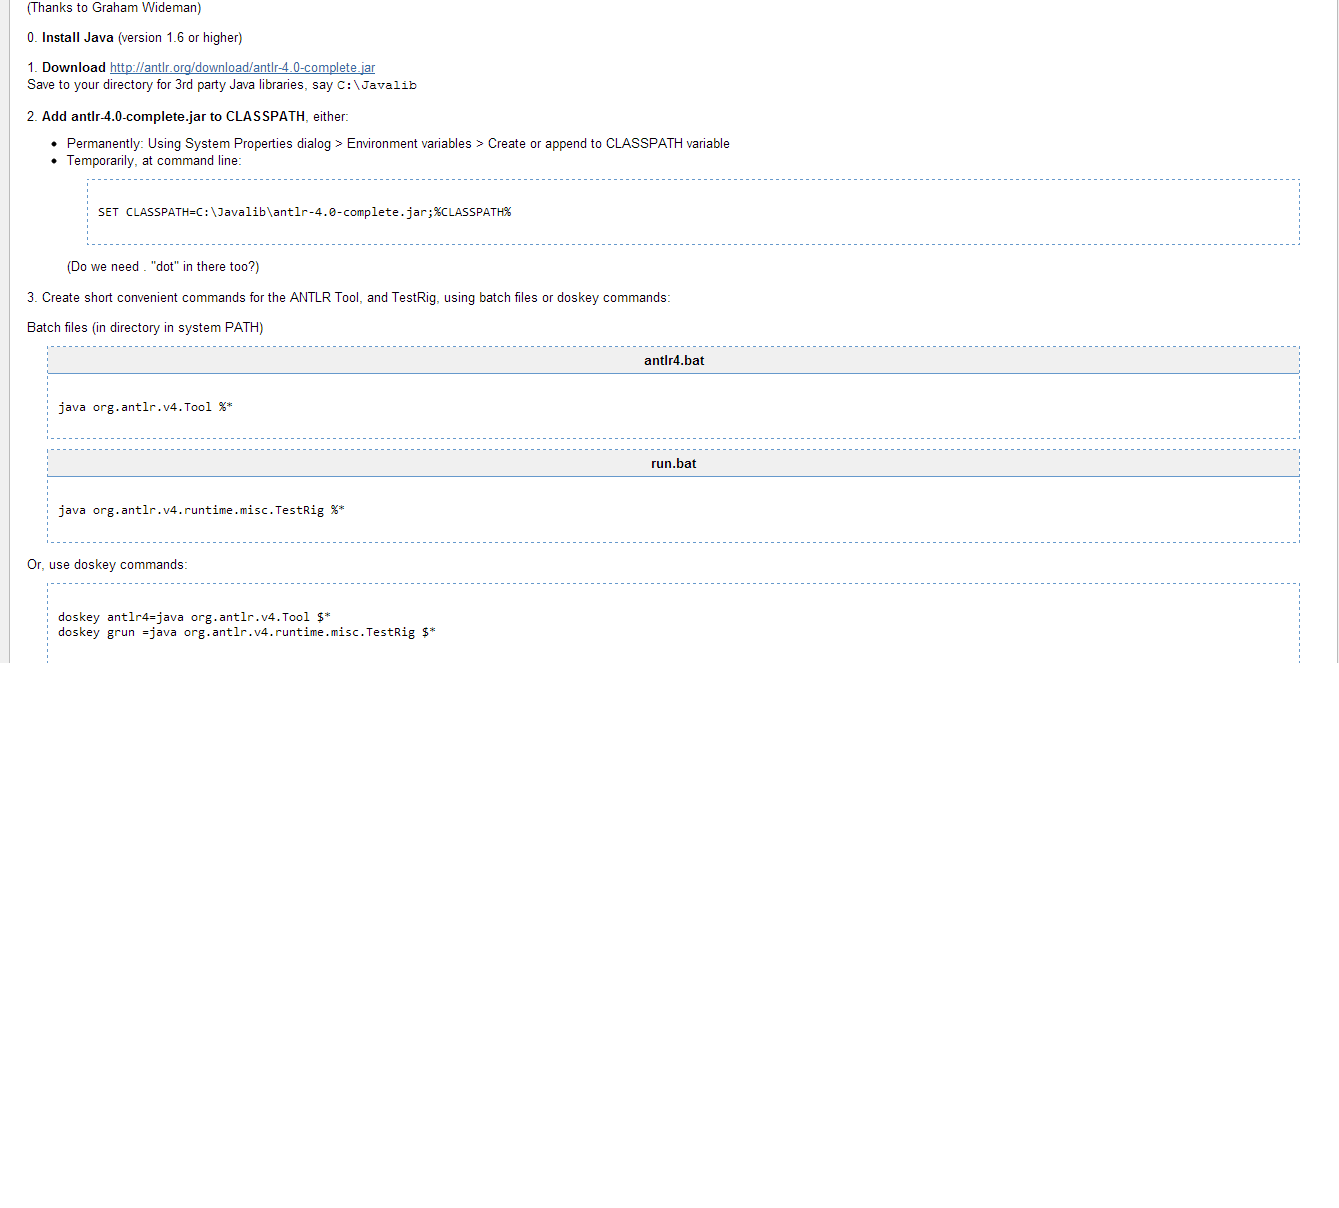 (Thanks to Graham Wideman)
0. Install Java (version 1.6 or higher)
1. Download http://antlr.org/download/antlr-4.0-complete.jar
Save to your directory for 3rd party Java libraries, say C:\Javalib
2. Add antlr-4.0-complete.jar to CLASSPATH, either:
• Permanently: Using System Properties dialog > Environment variables > Create or append to CLASSPATH variable
• Temporarily, at command line:
SET CLASSPATH=C:\Javalib\antlr-4.0-complete.jar;%CLASSPATH%
(Do we need . "dot" in there too?)
3. Create short convenient commands for the ANTLR Tool, and TestRig, using batch files or doskey commands:
Batch files (in directory in system PATH)
antlr4.bat
java org.antlr.v4.Tool %*
run.bat
java org.antlr.v4.runtime.misc.TestRig %*
Or, use doskey commands:
doskey antlr4=java org.antlr.v4.Tool $*
doskey grun =java org.antlr.v4.runtime.misc.TestRig $*